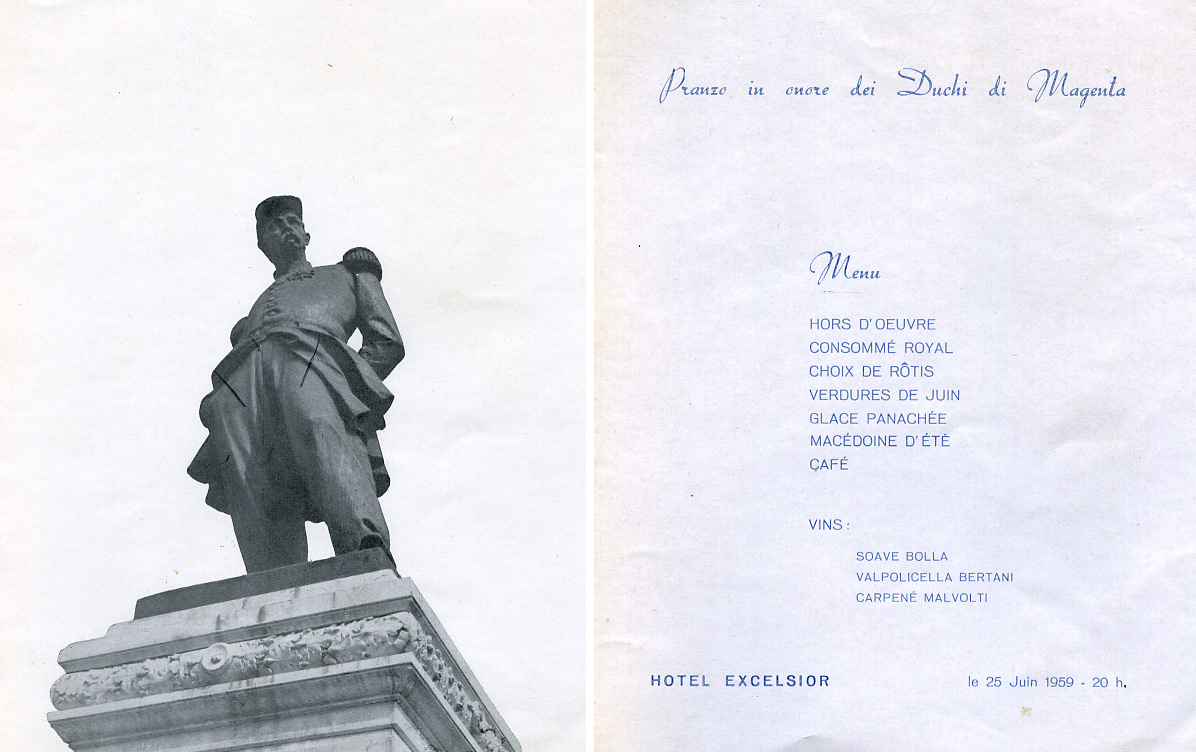 Pranzo in onore dei Duchi di Magenta
Menu
HORS D'OEUVRE
CONSOMMÉ ROYAL
CHOIX DE RÔTIS
VERDURES DE JUIN
GLACE PANACHÉE
MACÉDOINE D'ÉTÉ
ÇAFÉ
VINS :
SOAVE BOLLA
VALPOLICELLA BERTANI
CARPENÉ MALVOLTI
HOTEL EXCELSIOR
le 25 Juin 1959 - 20 h.